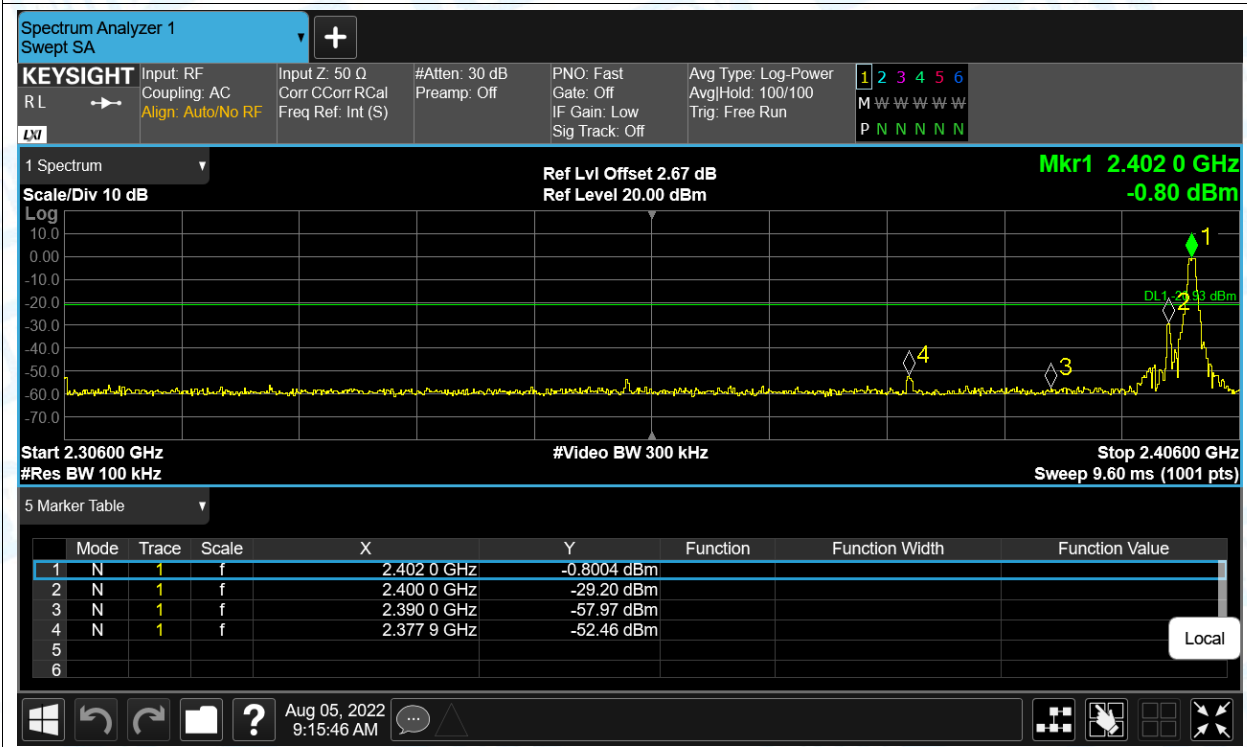 Spectrum Analyzer 1
Swept SA
KEYSIGHT
R L
LXI
Input: RF
Coupling: AC
Align: Auto/No RF
Input Z: 50 Ω
Corr CCorr RCal
Freq Ref: Int (S)
#Atten: 30 dB
Preamp: Off
PNO: Fast
Gate: Off
IF Gain: Low
Sig Track: Off
Avg Type: Log-Power
Avg|Hold: 100/100
Trig: Free Run
1 2 3 4 5 6
M W W W W W
P N N N N N
1 Spectrum
Scale/Div 10 dB
Ref Lvl Offset 2.67 dB
Ref Level 20.00 dBm
Mkr1 2.402 0 GHz
-0.80 dBm
Log
10.0
0.00
-10.0
-20.0
-30.0
-40.0
-50.0
-60.0
-70.0
1
DL1 -20.93 dBm
2
4
3
Start 2.30600 GHz
#Video BW 300 kHz
Stop 2.40600 GHz
#Res BW 100 kHz
Sweep 9.60 ms (1001 pts)
5 Marker Table
Mode Trace Scale X Y Function Function Width Function Value
1 N 1 f 2.402 0 GHz -0.8004 dBm
2 N 1 f 2.400 0 GHz -29.20 dBm
3 N 1 f 2.390 0 GHz -57.97 dBm
4 N 1 f 2.377 9 GHz -52.46 dBm
5
6
Local
?
Aug 05, 2022
9:15:46 AM